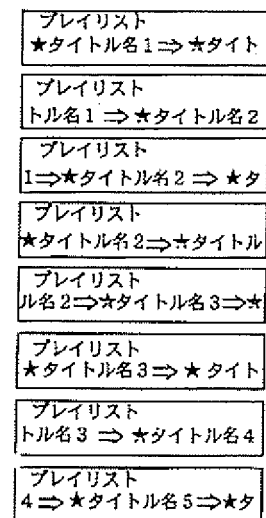 プレイリスト
★タイトル名1⇒★タイト
プレイリスト
トル名1⇒★タイトル名2
プレイリスト
1⇒★タイトル名2⇒★タ
プレイリスト
★タイトル名2⇒★タイトル
プレイリスト
ル名2⇒★タイトル名3⇒★
プレイリスト
★タイトル名3⇒★タイト
プレイリスト
トル名3⇒★タイトル名4
プレイリスト
4⇒★タイトル名5⇒★タ